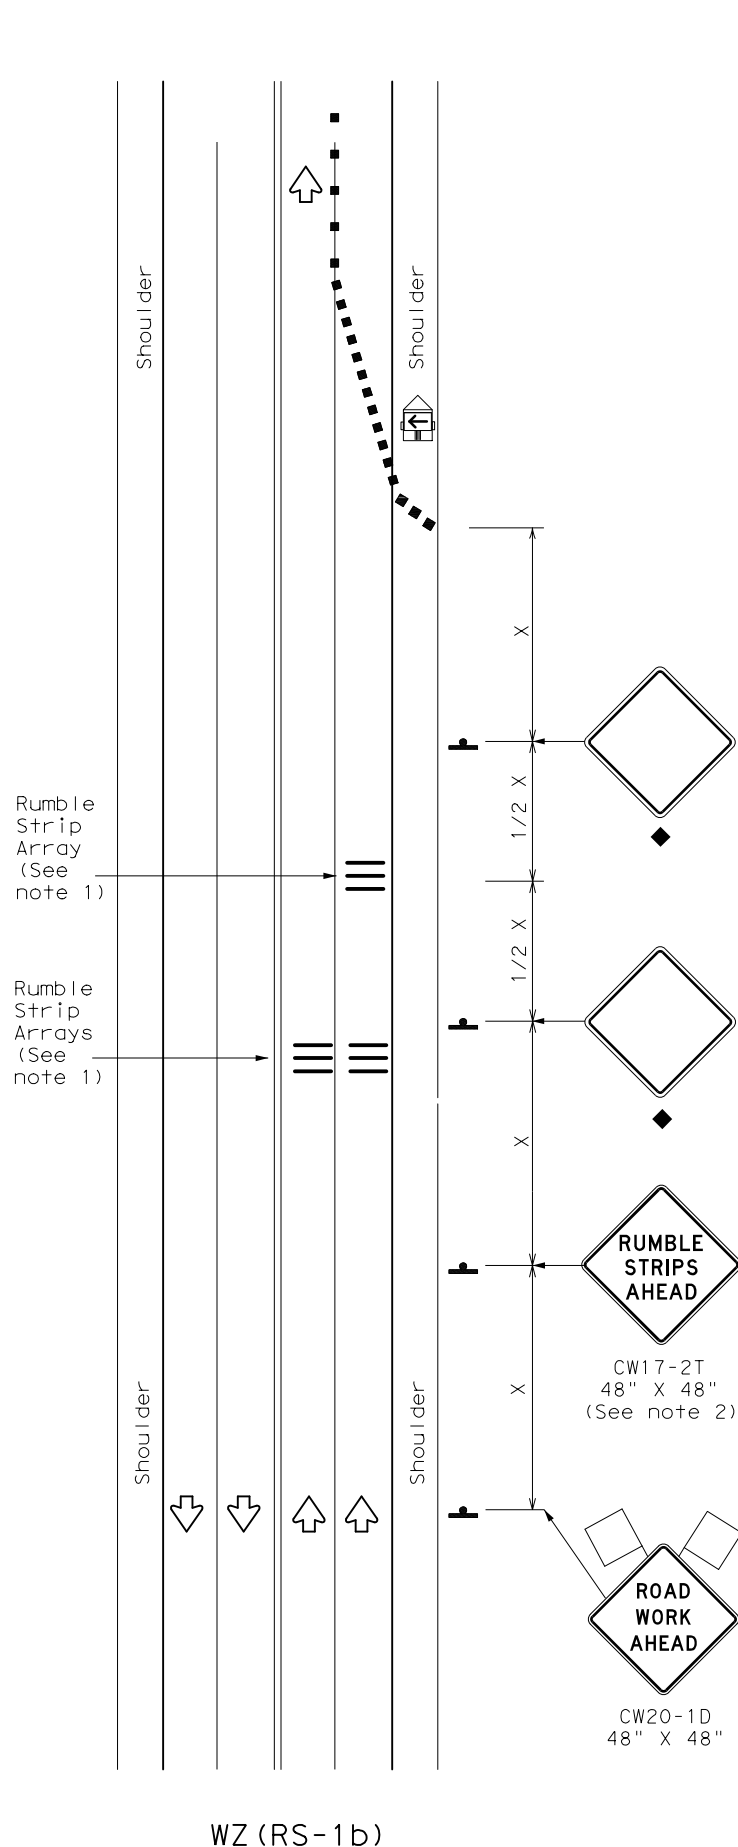 Shoulder
Shoulder
X
1/2 X
Rumble
Strip
Array
(See
note 1)
1/2 X
Rumble
Strip
Arrays
(See
note 1)
X
RUMBLE
STRIPS
AHEAD
CW17-2T
48" X 48"
(See note 2)
X
Shoulder
Shoulder
ROAD
WORK
AHEAD
CW20-1D
48" X 48"
WZ(RS-1b)